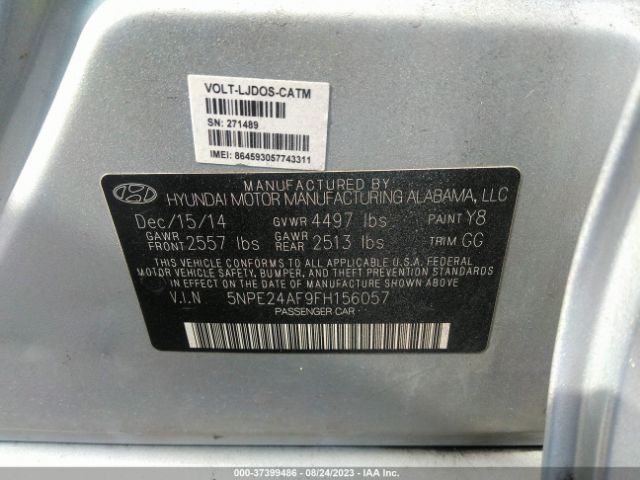 VOLT-LJDOS-CATM
SN: 271489
IMEI: 864593057743311
MANUFACTURED BY
HYUNDAI MOTOR MANUFACTURING ALABAMA, LLC
Dec/15/14 GVWR 4497 lbs PAINT Y8
GAWR FRONT 2557 lbs GAWR REAR 2513 lbs TRIM GG
THIS VEHICLE CONFORMS TO ALL APPLICABLE U.S.A. FEDERAL
MOTOR VEHICLE SAFETY, BUMPER, AND THEFT PREVENTION
STANDARDS IN EFFECT ON THE DATE OF MANUFACTURE SHOWN ABOVE
V.I.N 5NPE24AF9FH156057
PASSENGER CAR
000-37399486 - 08/24/2023 - IAA Inc.